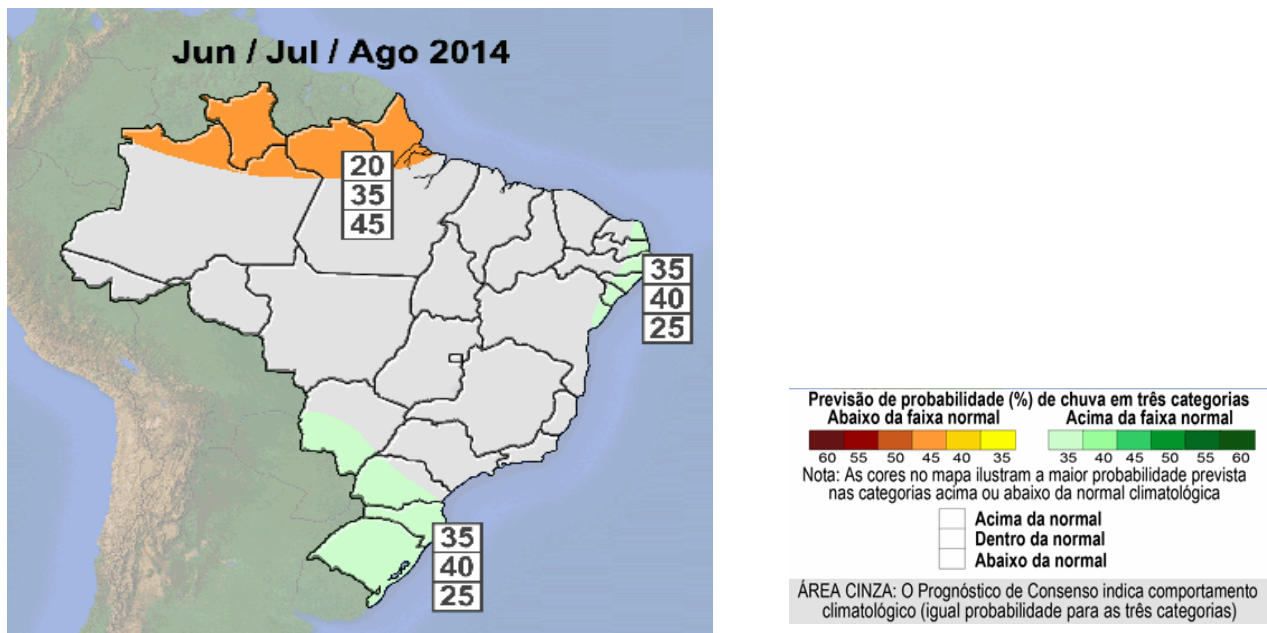 Jun / Jul / Ago 2014
20
35
45
35
40
25
35
40
25
Previsão de probabilidade (%) de chuva em três categorias
Abaixo da faixa normal Acima da faixa normal
60 55 50 45 40 35 35 40 45 50 55 60
Nota: As cores no mapa ilustram a maior probabilidade prevista
nas categorias acima ou abaixo da normal climatológica
Acima da normal
Dentro da normal
Abaixo da normal
ÁREA CINZA: O Prognóstico de Consenso indica comportamento
climatológico (igual probabilidade para as três categorias)